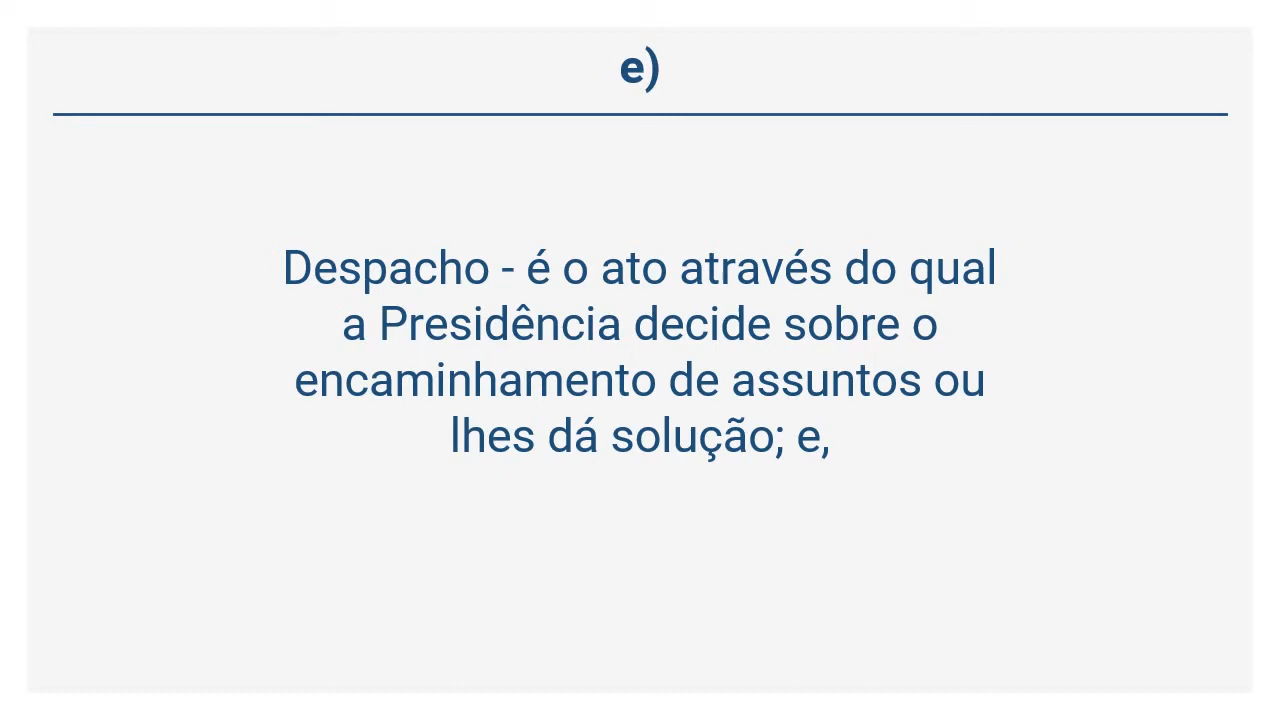 e)
Despacho - é o ato através do qual
a Presidência decide sobre o
encaminhamento de assuntos ou
lhes dá solução; e,